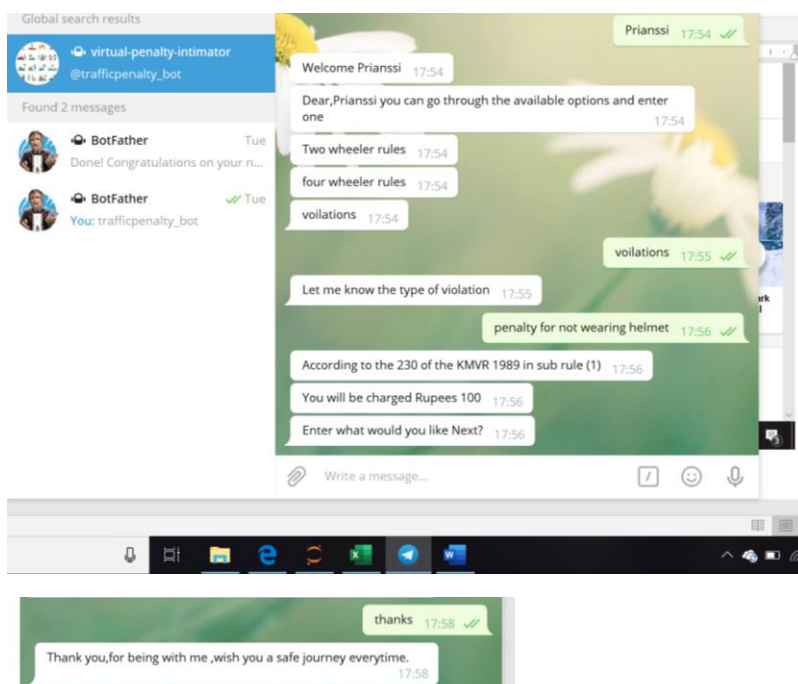 Global search results
virtual-penalty-intimator
@trafficpenalty_bot
Found 2 messages
BotFather Tue
Done! Congratulations on your n...
BotFather Tue
You: trafficpenalty_bot
Prianssi 17:54
Welcome Prianssi 17:54
Dear,Prianssi you can go through the available options and enter
one 17:54
Two wheeler rules 17:54
four wheeler rules 17:54
voilations 17:54
voilations 17:55
Let me know the type of violation 17:55
penalty for not wearing helmet 17:56
According to the 230 of the KMVR 1989 in sub rule (1) 17:56
You will be charged Rupees 100 17:56
Enter what would you like Next? 17:56
Write a message...
thanks 17:58
Thank you,for being with me ,wish you a safe journey everytime.
17:58